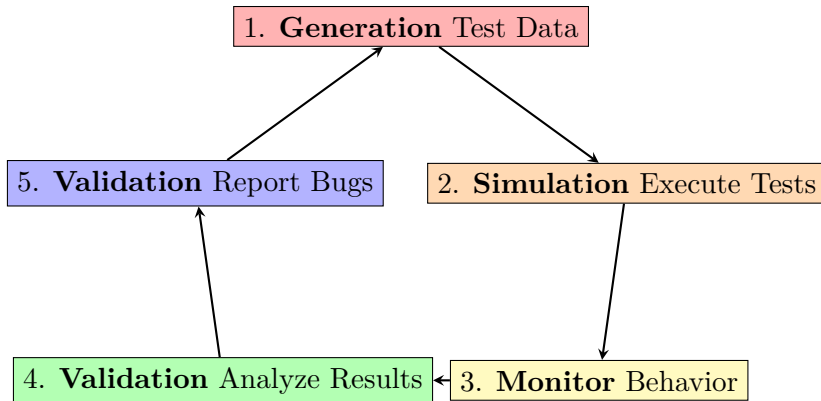 1. Generation Test Data
5. Validation Report Bugs
2. Simulation Execute Tests
4. Validation Analyze Results
3. Monitor Behavior